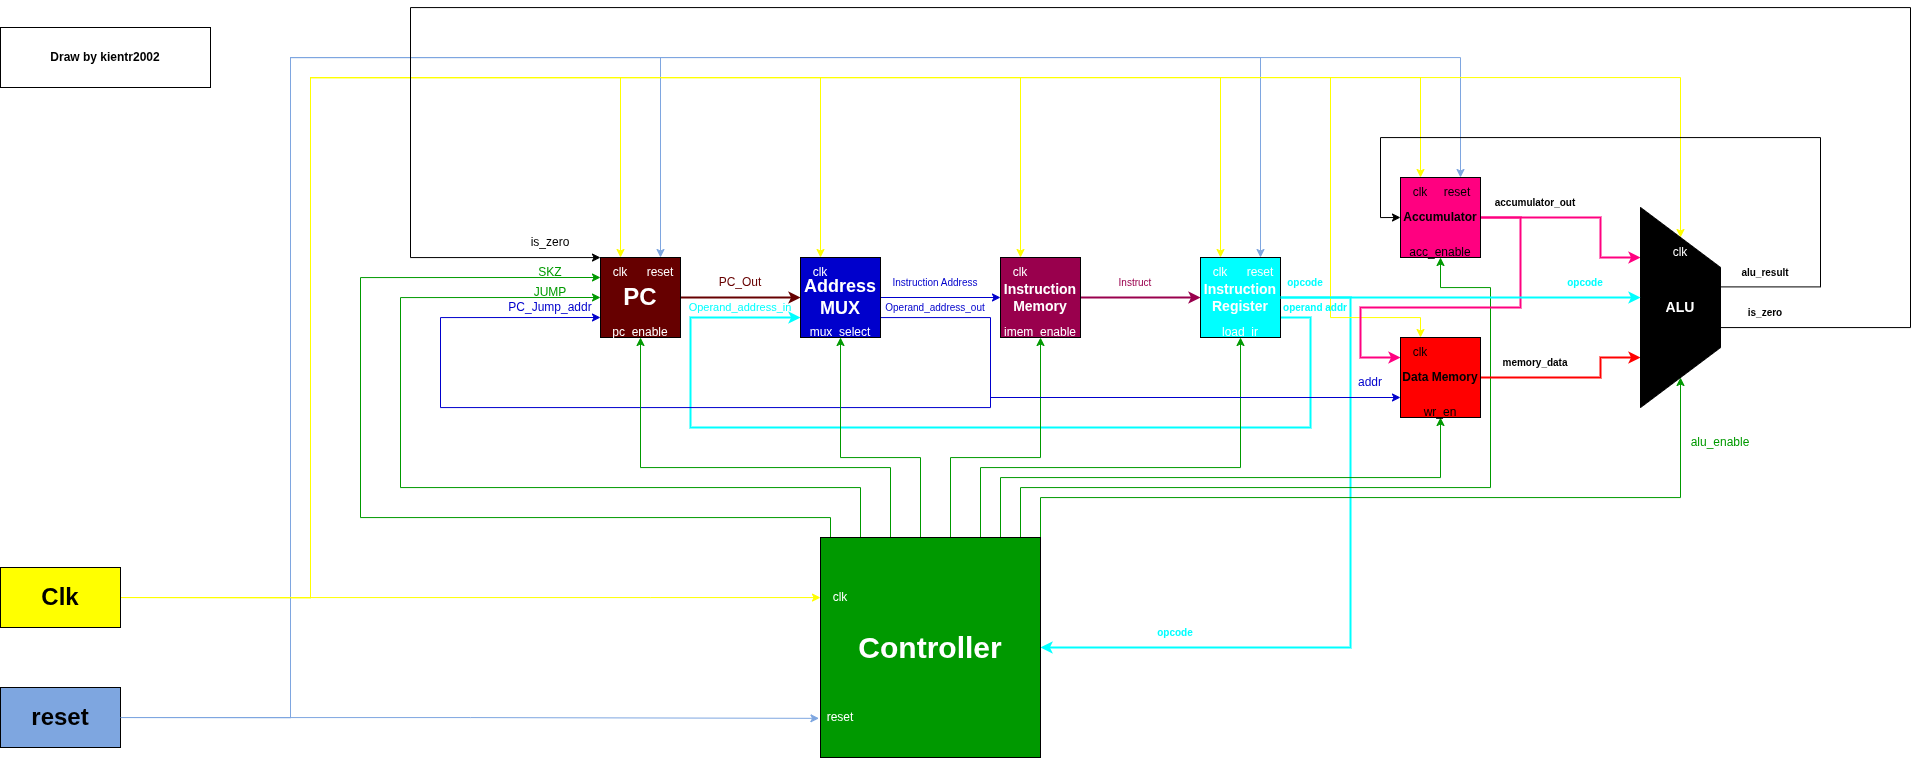 Draw by kientr2002
clk
reset
Accumulator
acc_enable
accumulator_out
is_zero
SKZ
JUMP
PC_Jump_addr
clk
reset
PC
pc_enable
PC_Out
Operand_address_in
clk
Address
MUX
mux_select
Instruction Address
Operand_address_out
clk
Instruction
Memory
imem_enable
Instruct
clk
reset
Instruction
Register
load_ir
opcode
operand addr
opcode
clk
ALU
alu_result
is_zero
clk
Data Memory
wr_en
addr
memory_data
alu_enable
Clk
clk
Controller
reset
opcode
reset